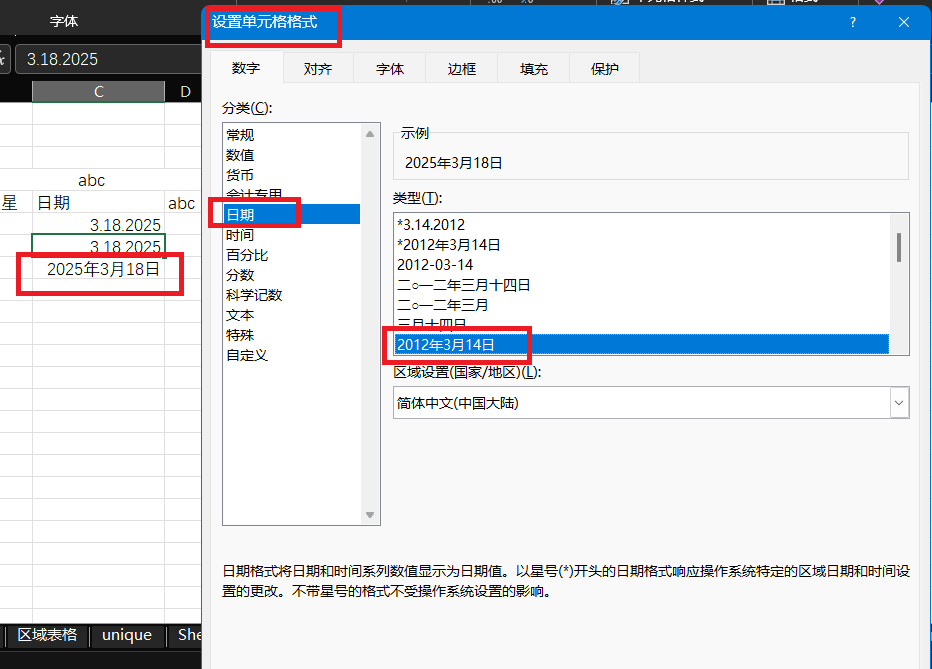 字体
3.18.2025
C
D
abc
星
日期
abc
3.18.2025
3.18.2025
2025年3月18日
区域表格
unique
She
设置单元格格式
?
数字
对齐
字体
边框
填充
保护
分类(C):
常规
数值
货币
会计专用
日期
时间
百分比
分数
科学记数
文本
特殊
自定义
示例
2025年3月18日
类型(T):
*3.14.2012
*2012年3月14日
2012-03-14
二○一二年三月十四日
二○一二年三月
三月十四日
2012年3月14日
区域设置(国家/地区)(L):
简体中文(中国大陆)
日期格式将日期和时间系列数值显示为日期值。以星号(*)开头的日期格式响应操作系统特定的区域日期和时间设
置的更改。不带星号的格式不受操作系统设置的影响。